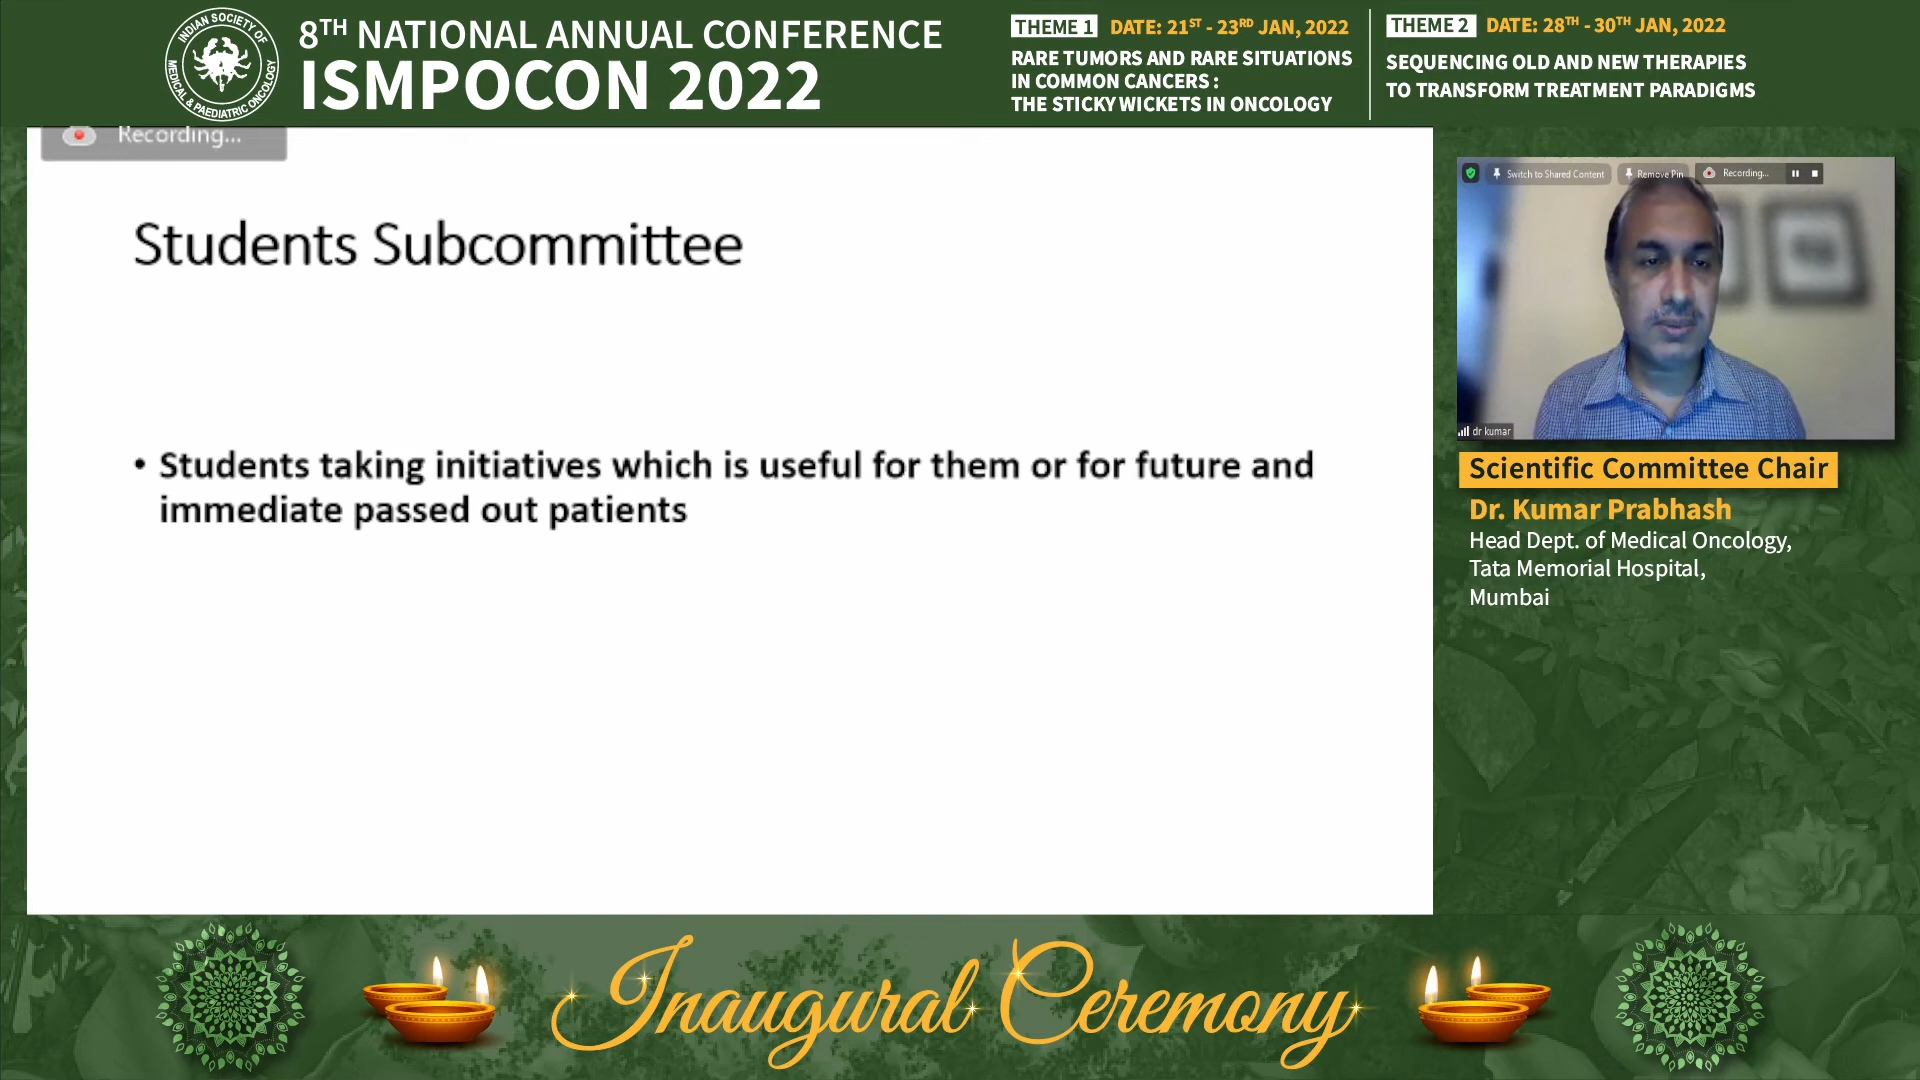 INDIAN SOCIETY OF
MEDICAL & PAEDIATRIC ONCOLOGY
8TH NATIONAL ANNUAL CONFERENCE
ISMPOCON 2022
THEME 1 DATE: 21ST - 23RD JAN, 2022
RARE TUMORS AND RARE SITUATIONS
IN COMMON CANCERS :
THE STICKY WICKETS IN ONCOLOGY
THEME 2 DATE: 28TH - 30TH JAN, 2022
SEQUENCING OLD AND NEW THERAPIES
TO TRANSFORM TREATMENT PARADIGMS
Recording...
Students Subcommittee
• Students taking initiatives which is useful for them or for future and
immediate passed out patients
Switch to Shared Content Remove Pin Recording...
dr kumar
Scientific Committee Chair
Dr. Kumar Prabhash
Head Dept. of Medical Oncology,
Tata Memorial Hospital,
Mumbai
Inaugural Ceremony